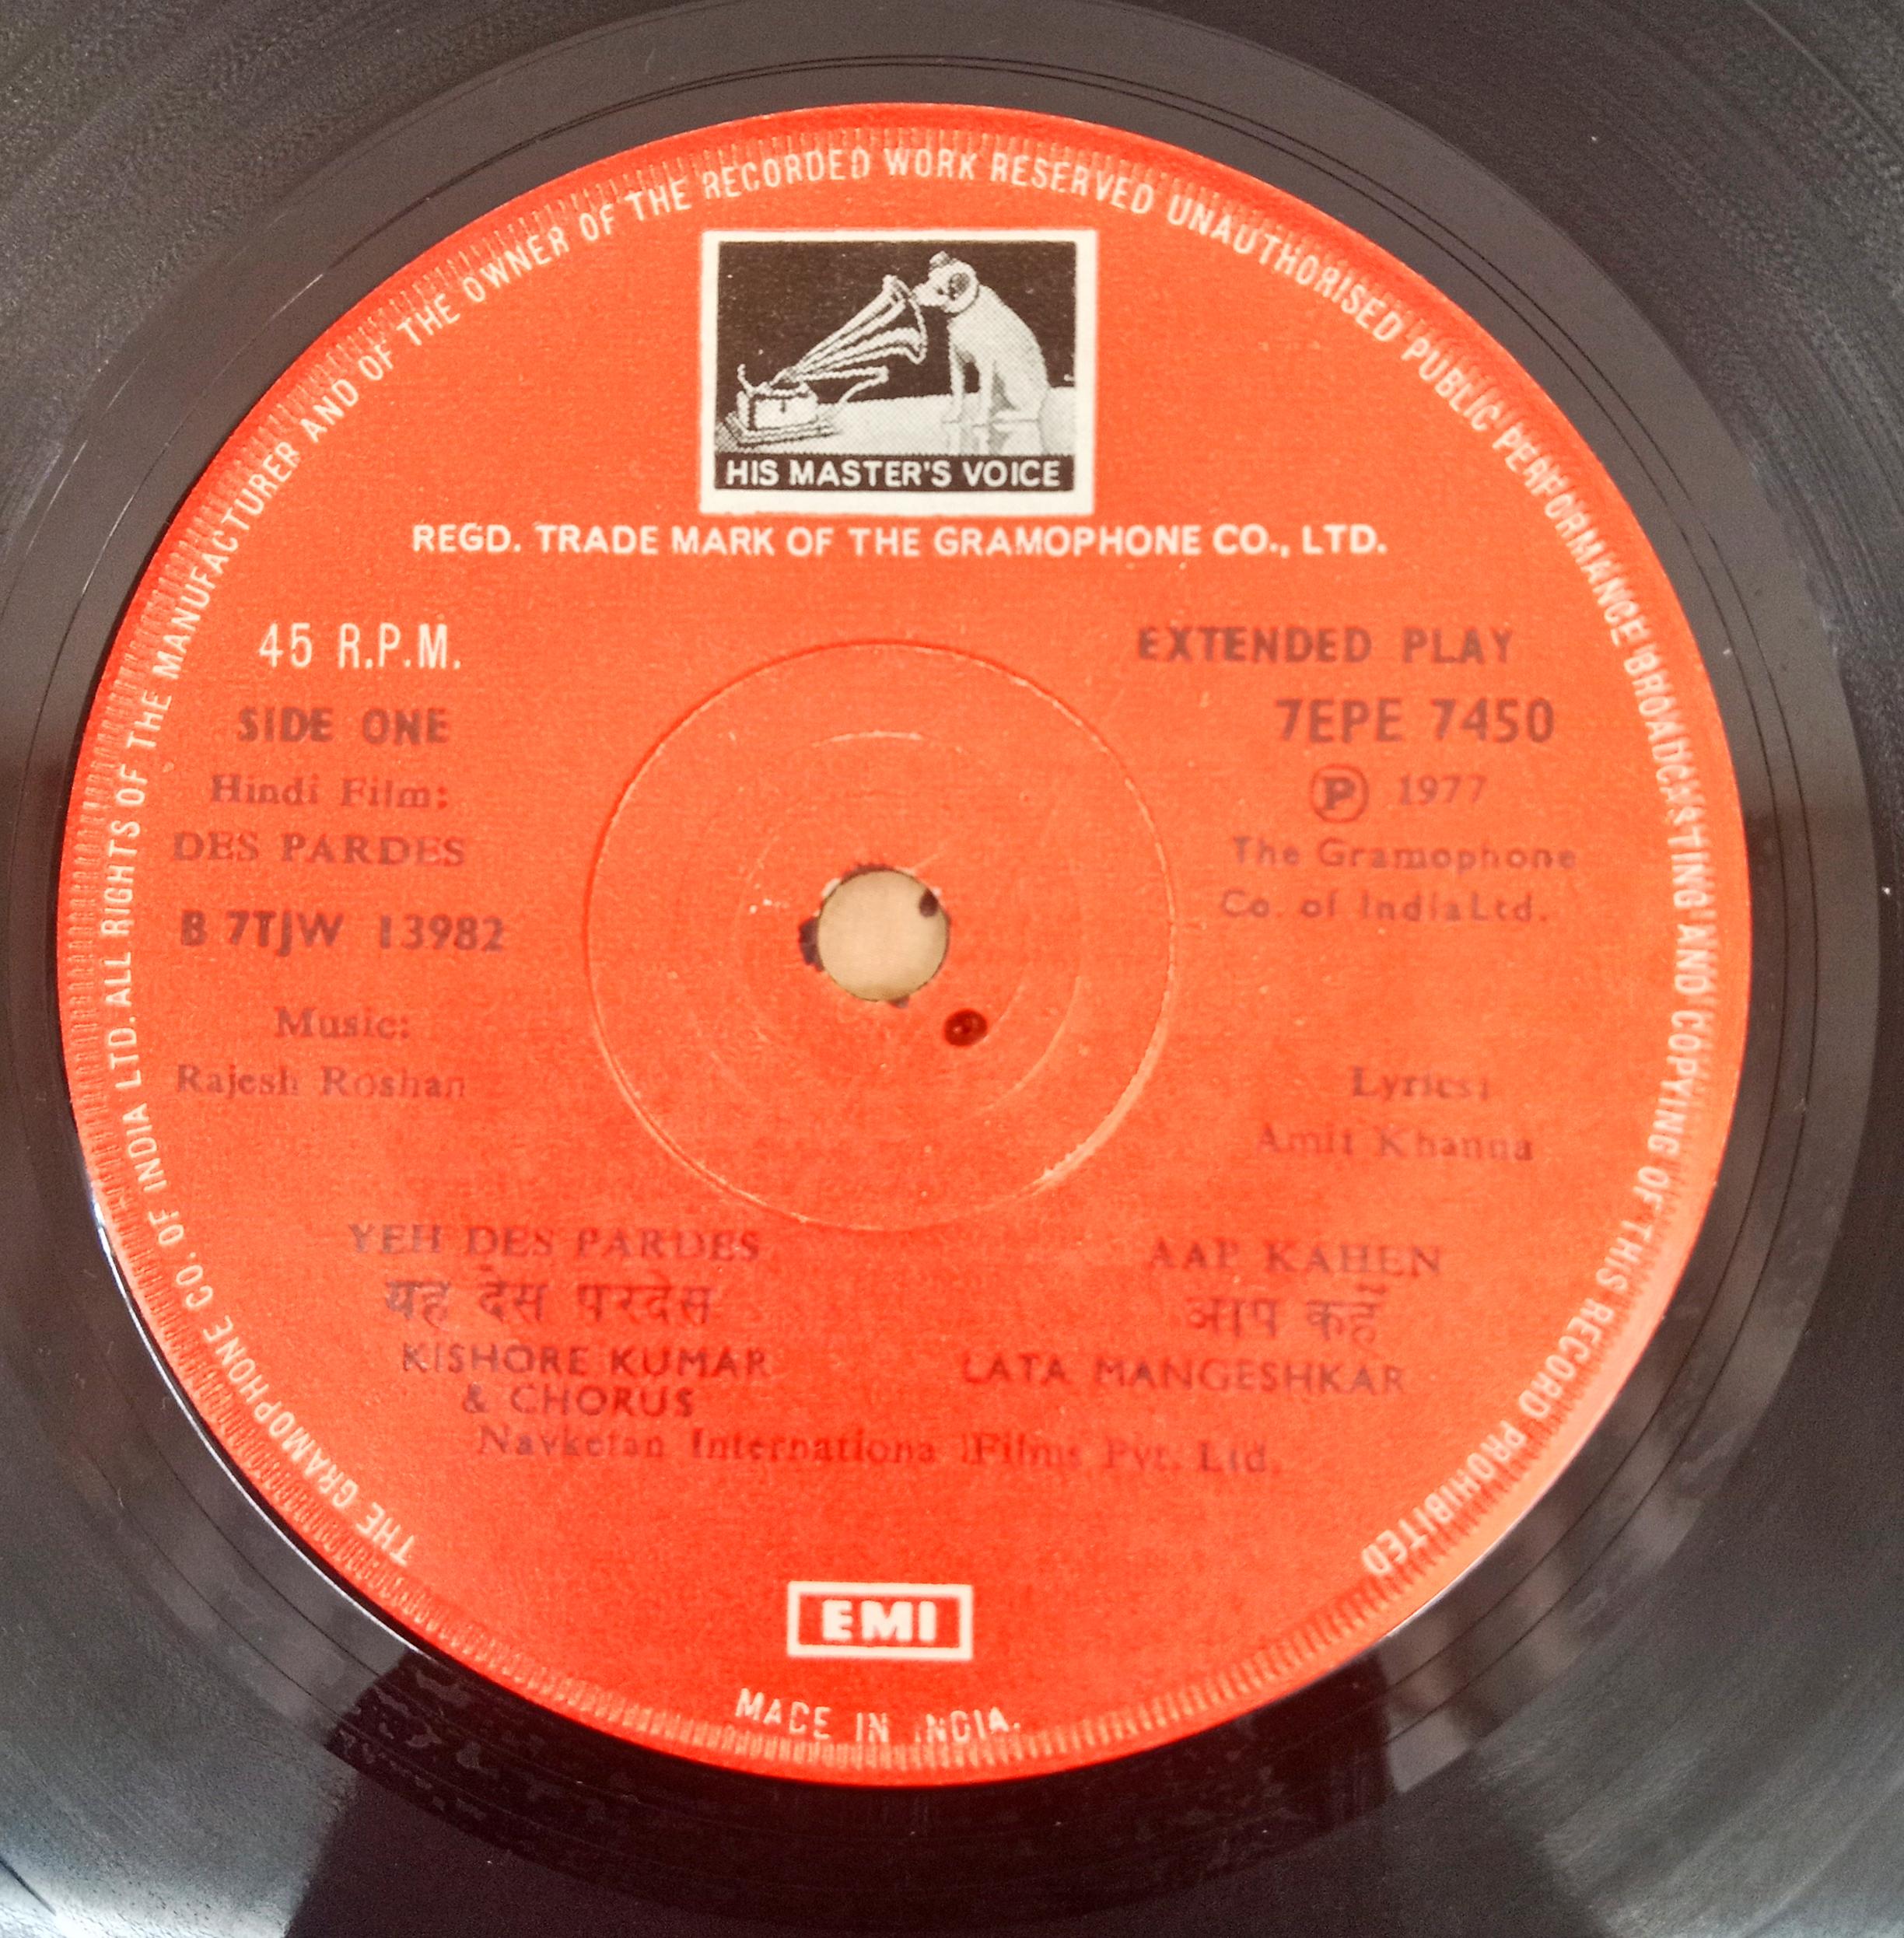 THE GRAMOPHONE CO. OF INDIA LTD. ALL RIGHTS OF THE MANUFACTURER AND OF THE OWNER OF THE RECORDED WORK RESERVED UNAUTHORISED PUBLIC PERFORMANCE BROADCASTING AND COPYING OF THIS RECORD PROHIBITED
HIS MASTER'S VOICE
REGD. TRADE MARK OF THE GRAMOPHONE CO., LTD.
45 R.P.M.
SIDE ONE
Hindi Film:
DES PARDES
B 7TJW 13982
Music:
Rajesh Roshan
EXTENDED PLAY
7EPE 7450
℗ 1977
The Gramophone
Co. of IndiaLtd.
Lyrics;
Amit Khanna
YEH DES PARDES
यह देस परदेस
KISHORE KUMAR
& CHORUS
AAP KAHEN
आप कहें
LATA MANGESHKAR
Navketan Internationa lFilms Pvt. Ltd.
EMI
MADE IN INDIA.